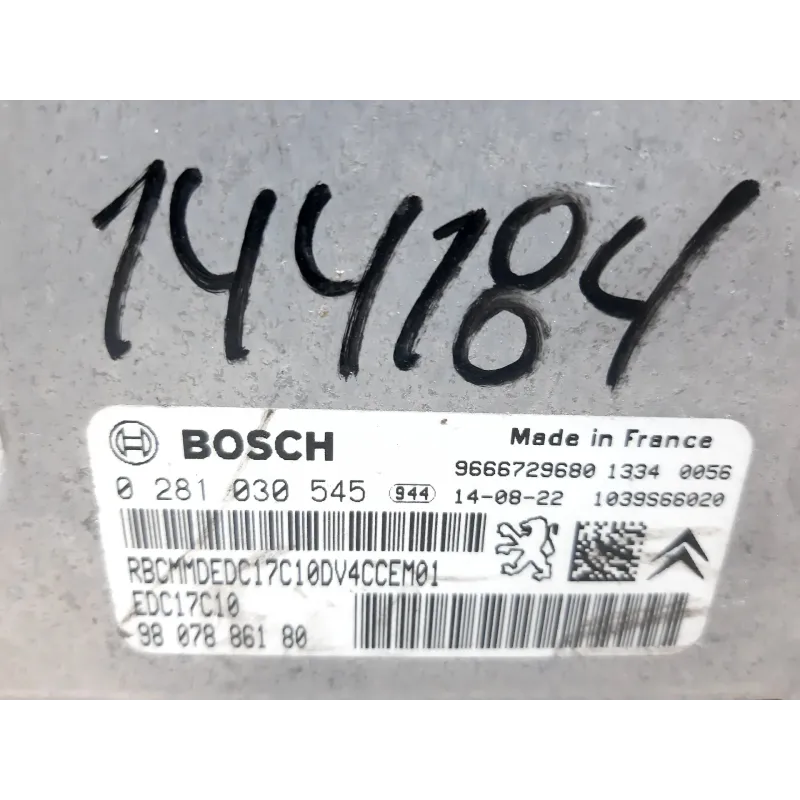 144184
BOSCH
Made in France
9666729680 1334 0056
0 281 030 545 944 14-08-22 1039S66020
RBCMMDEDC17C10DV4CCEM01
EDC17C10
98 078 861 80